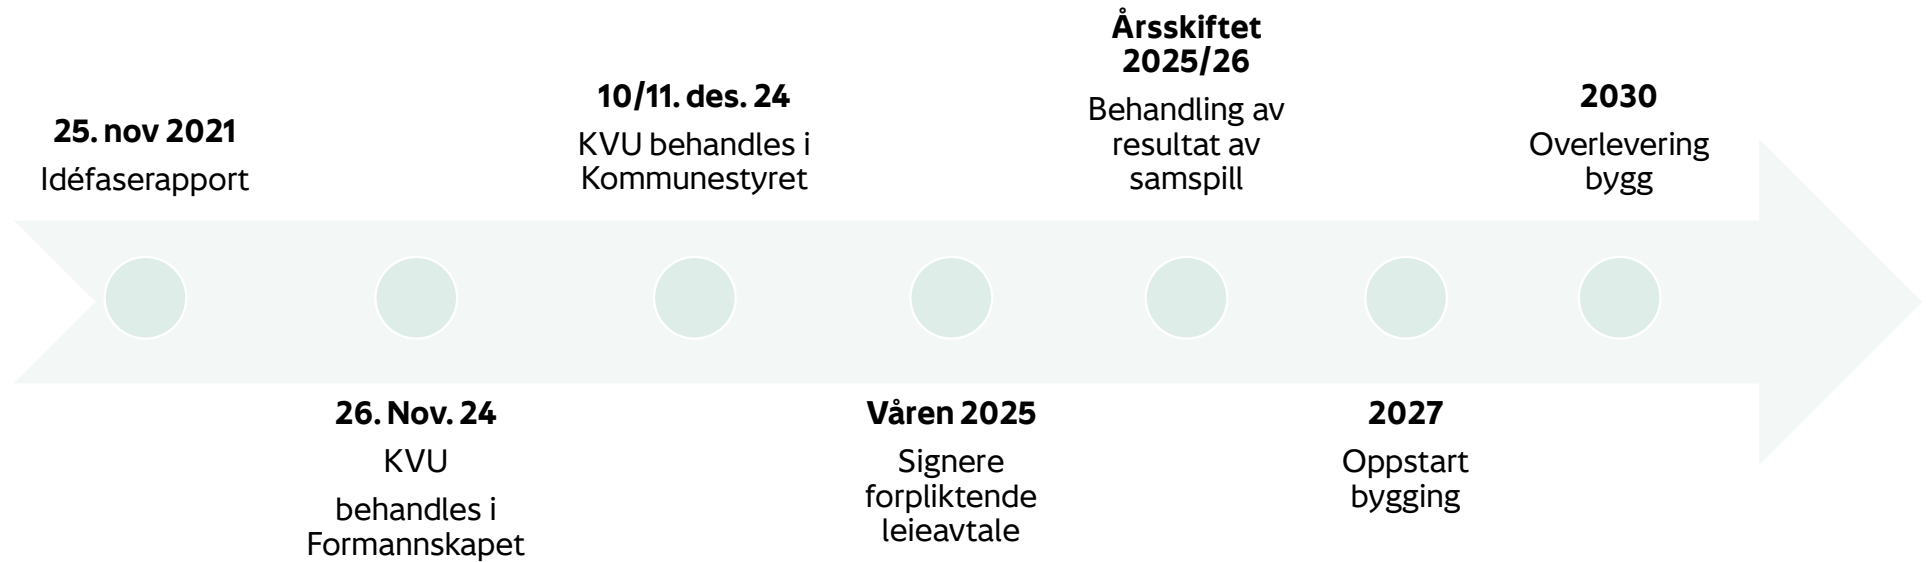 25. nov 2021
Idéfaserapport
26. Nov. 24
KVU
behandles i
Formannskapet
10/11. des. 24
KVU behandles i
Kommunestyret
Våren 2025
Signere
forpliktende
leieavtale
Årsskiftet
2025/26
Behandling av
resultat av
samspill
2027
Oppstart
bygging
2030
Overlevering
bygg